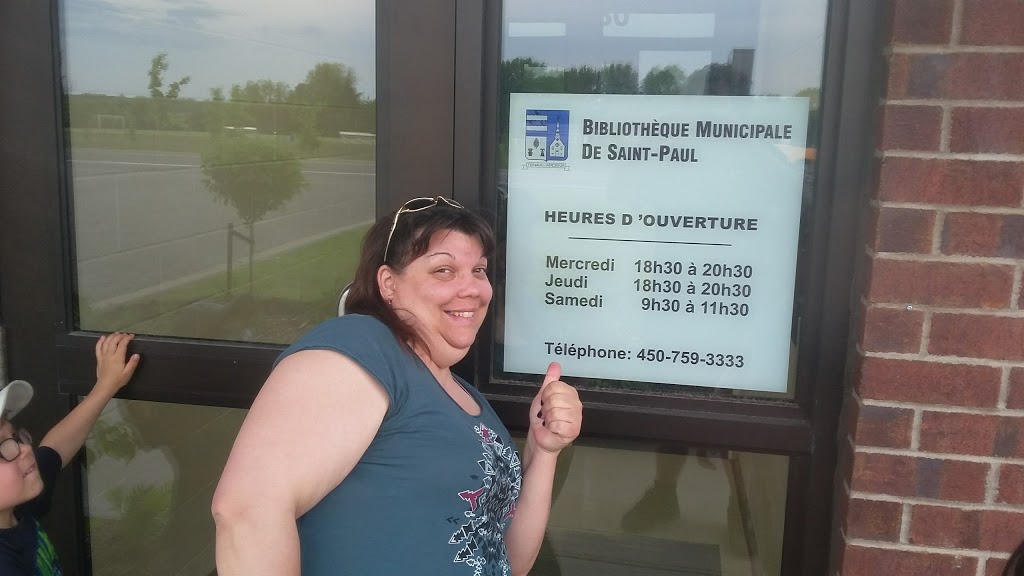 BIBLIOTHÈQUE MUNICIPALE
DE SAINT-PAUL
HEURES D'OUVERTURE
Mercredi 18h30 à 20h30
Jeudi 18h30 à 20h30
Samedi 9h30 à 11h30
Téléphone: 450-759-3333